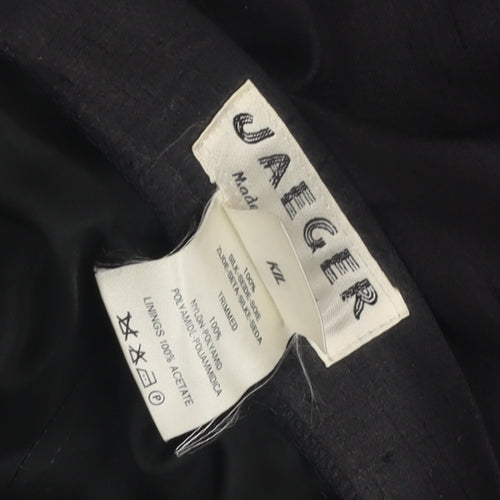 JAEGER
Made
KIL
100%
SILK-SEIDE-SOIE
ZIJDE-SETA-SILKE SEDA
TRIMMED
100%
NYLON POLYAMID
POLYAMIDE-POLIAMMIDICA
LININGS 100% ACETATE
P